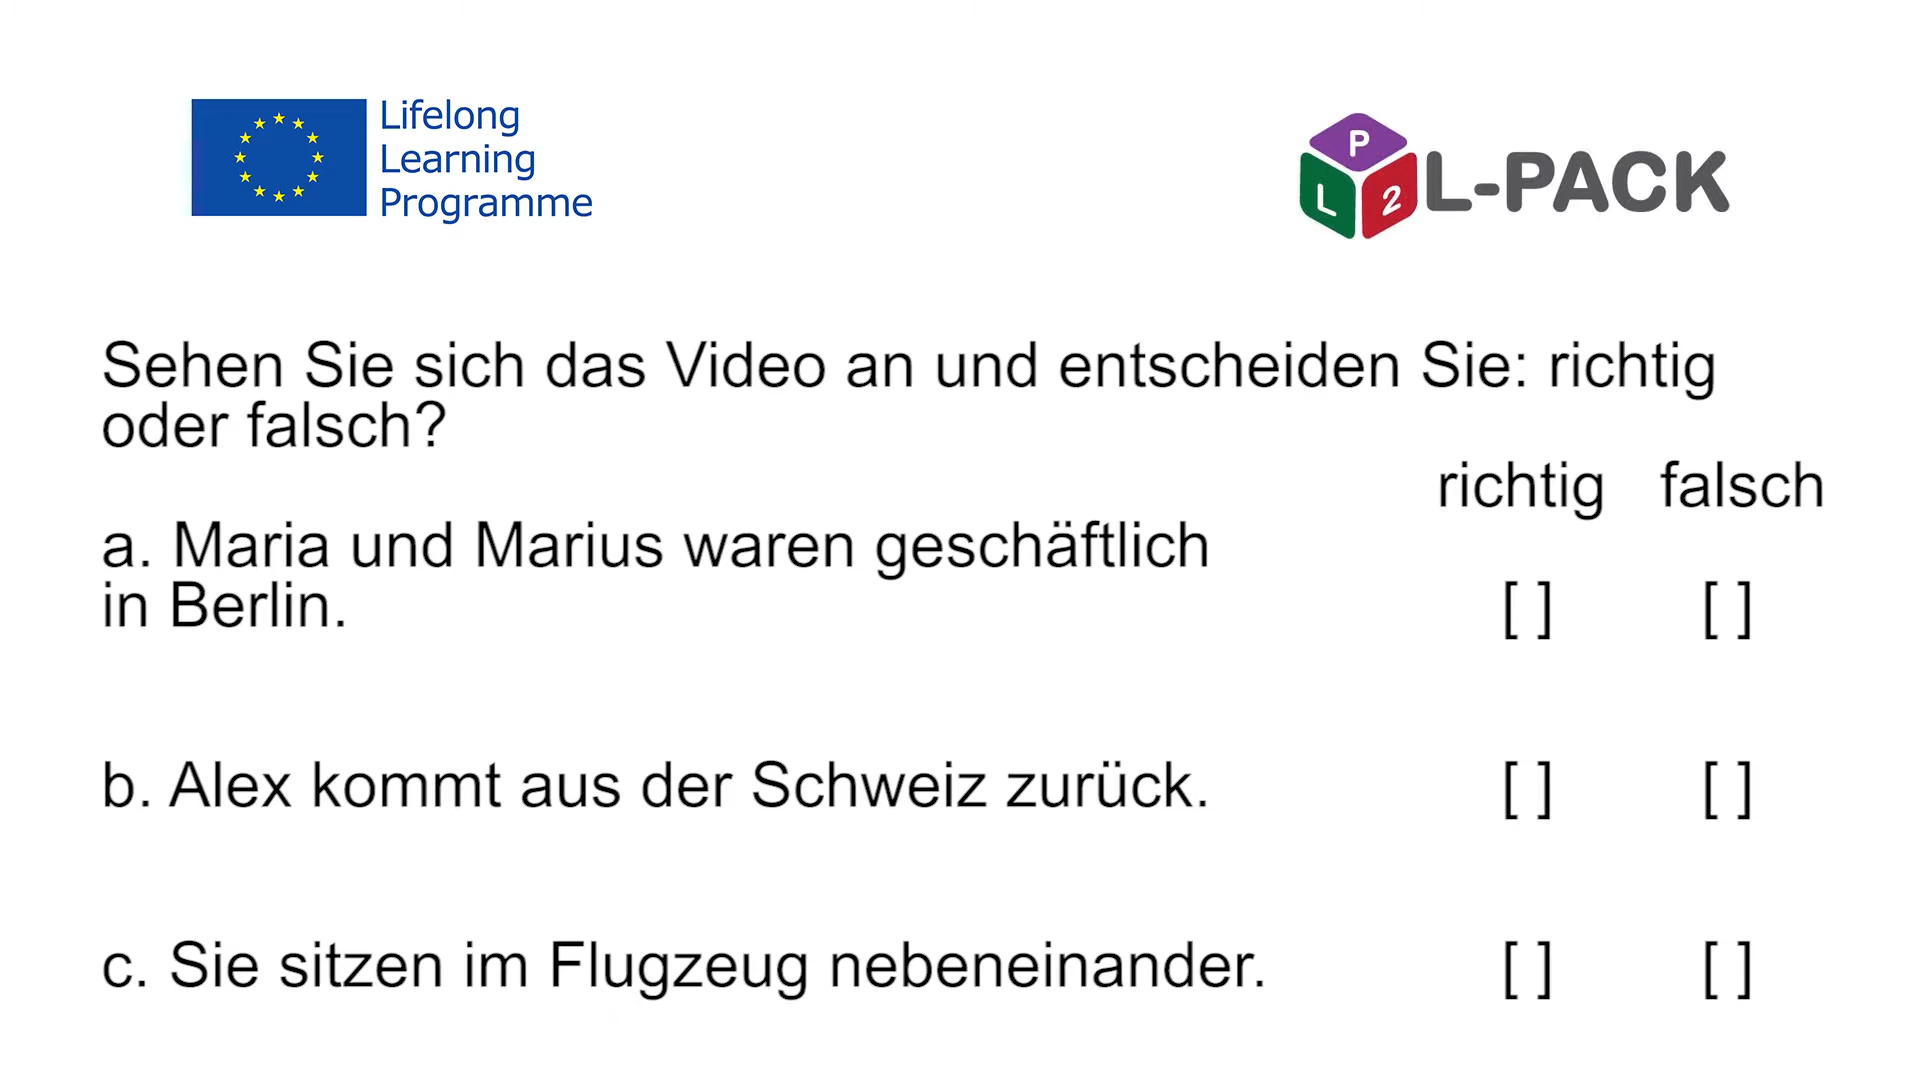 Lifelong
Learning
Programme
P
L
2
L-PACK
Sehen Sie sich das Video an und entscheiden Sie: richtig
oder falsch?
richtig falsch
a. Maria und Marius waren geschäftlich
in Berlin. [ ] [ ]
b. Alex kommt aus der Schweiz zurück. [ ] [ ]
c. Sie sitzen im Flugzeug nebeneinander. [ ] [ ]